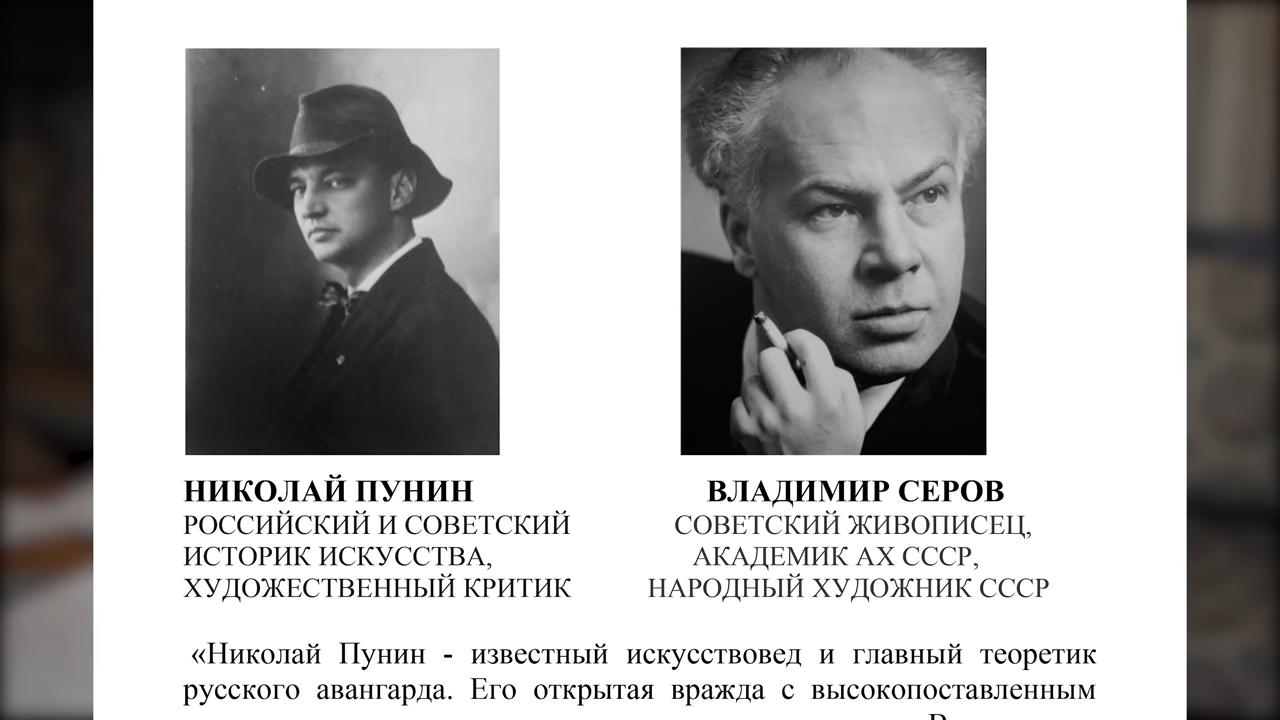 НИКОЛАЙ ПУНИН
РОССИЙСКИЙ И СОВЕТСКИЙ
ИСТОРИК ИСКУССТВА,
ХУДОЖЕСТВЕННЫЙ КРИТИК
ВЛАДИМИР СЕРОВ
СОВЕТСКИЙ ЖИВОПИСЕЦ,
АКАДЕМИК АХ СССР,
НАРОДНЫЙ ХУДОЖНИК СССР
«Николай Пунин - известный искусствовед и главный теоретик
русского авангарда. Его открытая вражда с высокопоставленным